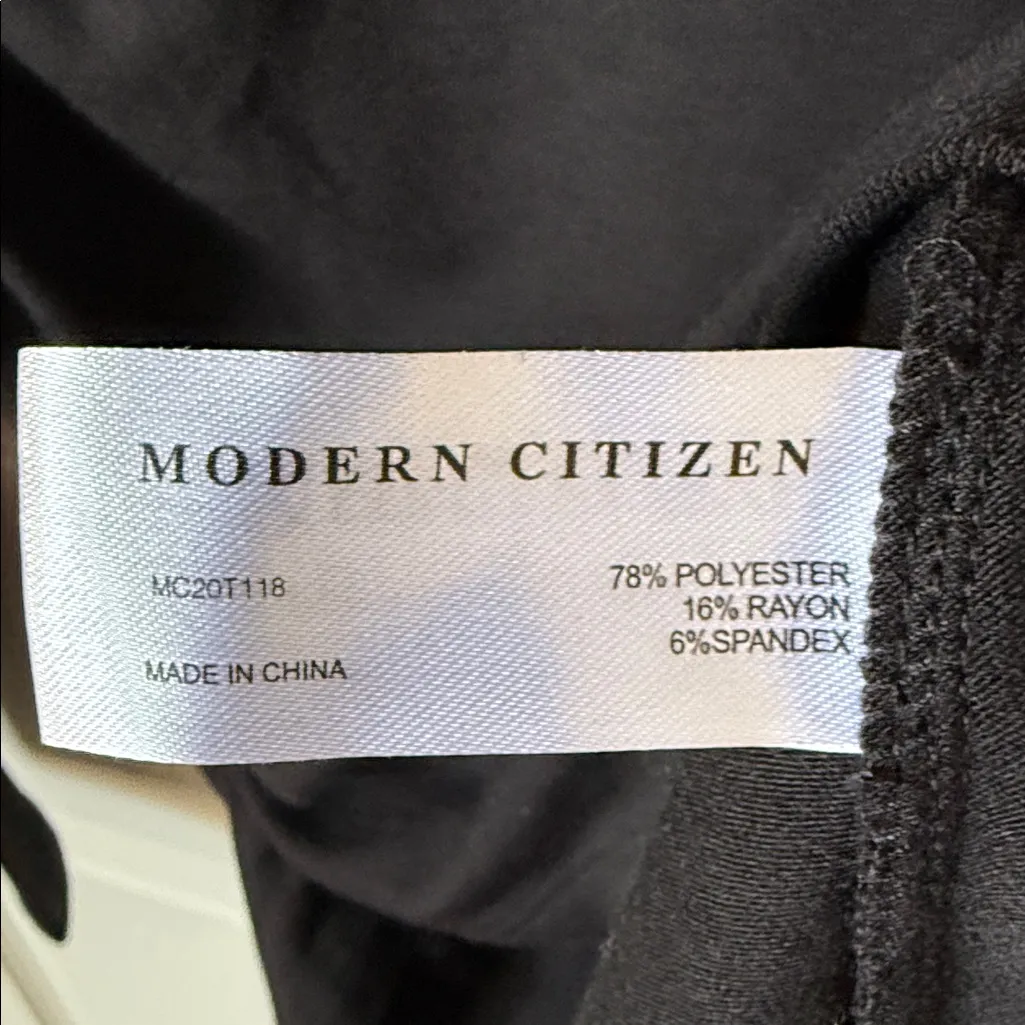 MODERN CITIZEN
MC20T118
78% POLYESTER
16% RAYON
6%SPANDEX
MADE IN CHINA